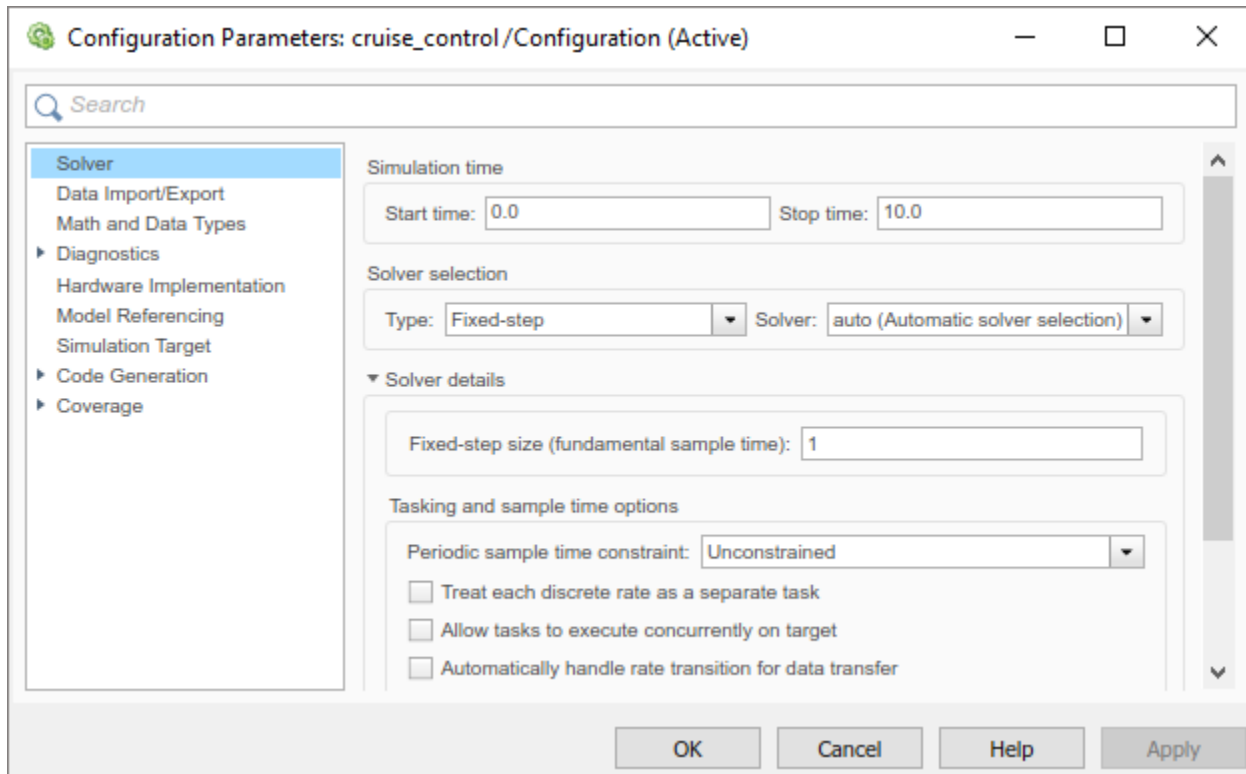 Configuration Parameters: cruise_control/Configuration (Active)
Search
Solver
Data Import/Export
Math and Data Types
Diagnostics
Hardware Implementation
Model Referencing
Simulation Target
Code Generation
Coverage
Simulation time
Start time: 0.0 Stop time: 10.0
Solver selection
Type: Fixed-step Solver: auto (Automatic solver selection)
Solver details
Fixed-step size (fundamental sample time): 1
Tasking and sample time options
Periodic sample time constraint: Unconstrained
Treat each discrete rate as a separate task
Allow tasks to execute concurrently on target
Automatically handle rate transition for data transfer
OK Cancel Help Apply